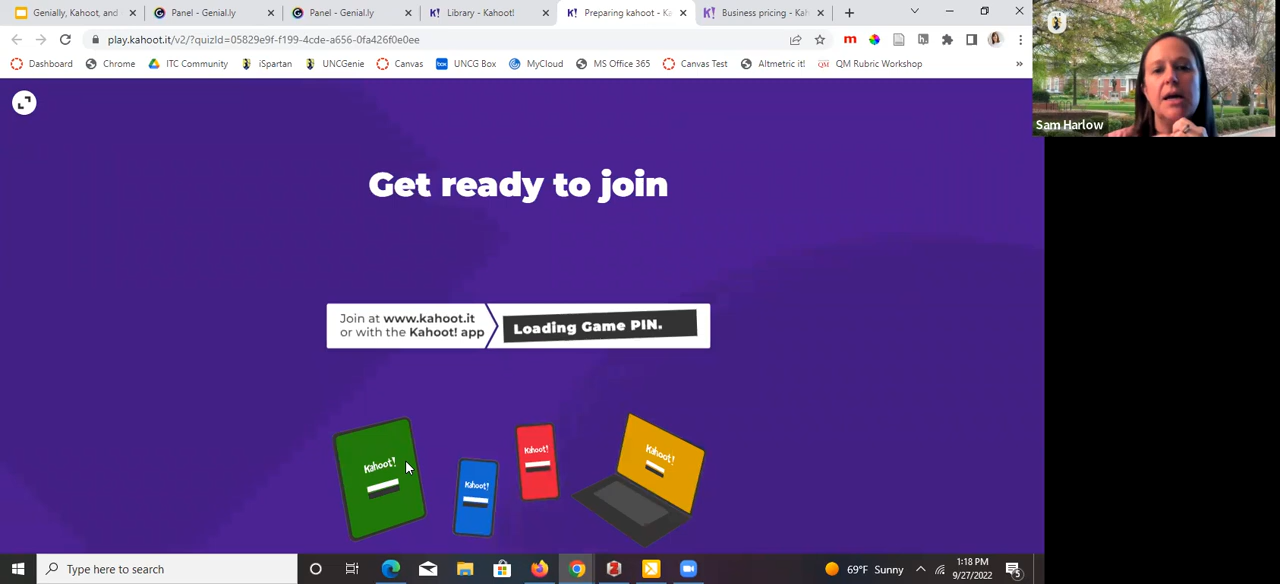 Genially, Kahoot, and
Panel - Genial.ly
Panel - Genial.ly
Library - Kahoot!
Preparing kahoot - Ka
Business pricing - Kah
play.kahoot.it/v2/?quizId=05829e9f-f199-4cde-a656-0fa426f0e0ee
Dashboard
Chrome
ITC Community
iSpartan
UNCGenie
Canvas
UNCG Box
MyCloud
MS Office 365
Canvas Test
Altmetric it!
QM Rubric Workshop
Sam Harlow
Get ready to join
Join at www.kahoot.it
or with the Kahoot! app
Loading Game PIN.
Kahoot!
Kahoot!
Kahoot!
Kahoot!
Type here to search
69°F Sunny
1:18 PM
9/27/2022
5